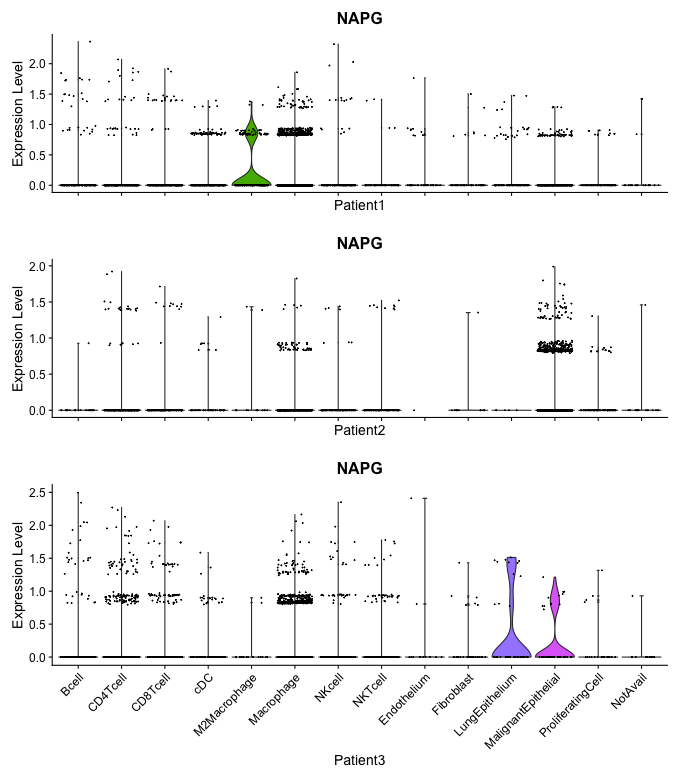 NAPG
Expression Level
2.0
1.5
1.0
0.5
0.0
Patient1
NAPG
Expression Level
2.0
1.5
1.0
0.5
0.0
Patient2
NAPG
Expression Level
2.5
2.0
1.5
1.0
0.5
0.0
Bcell
CD4Tcell
CD8Tcell
cDC
M2Macrophage
Macrophage
NKcell
NKTcell
Endothelium
Fibroblast
LungEpithelium
MalignantEpithelial
ProliferatingCell
NotAvail
Patient3